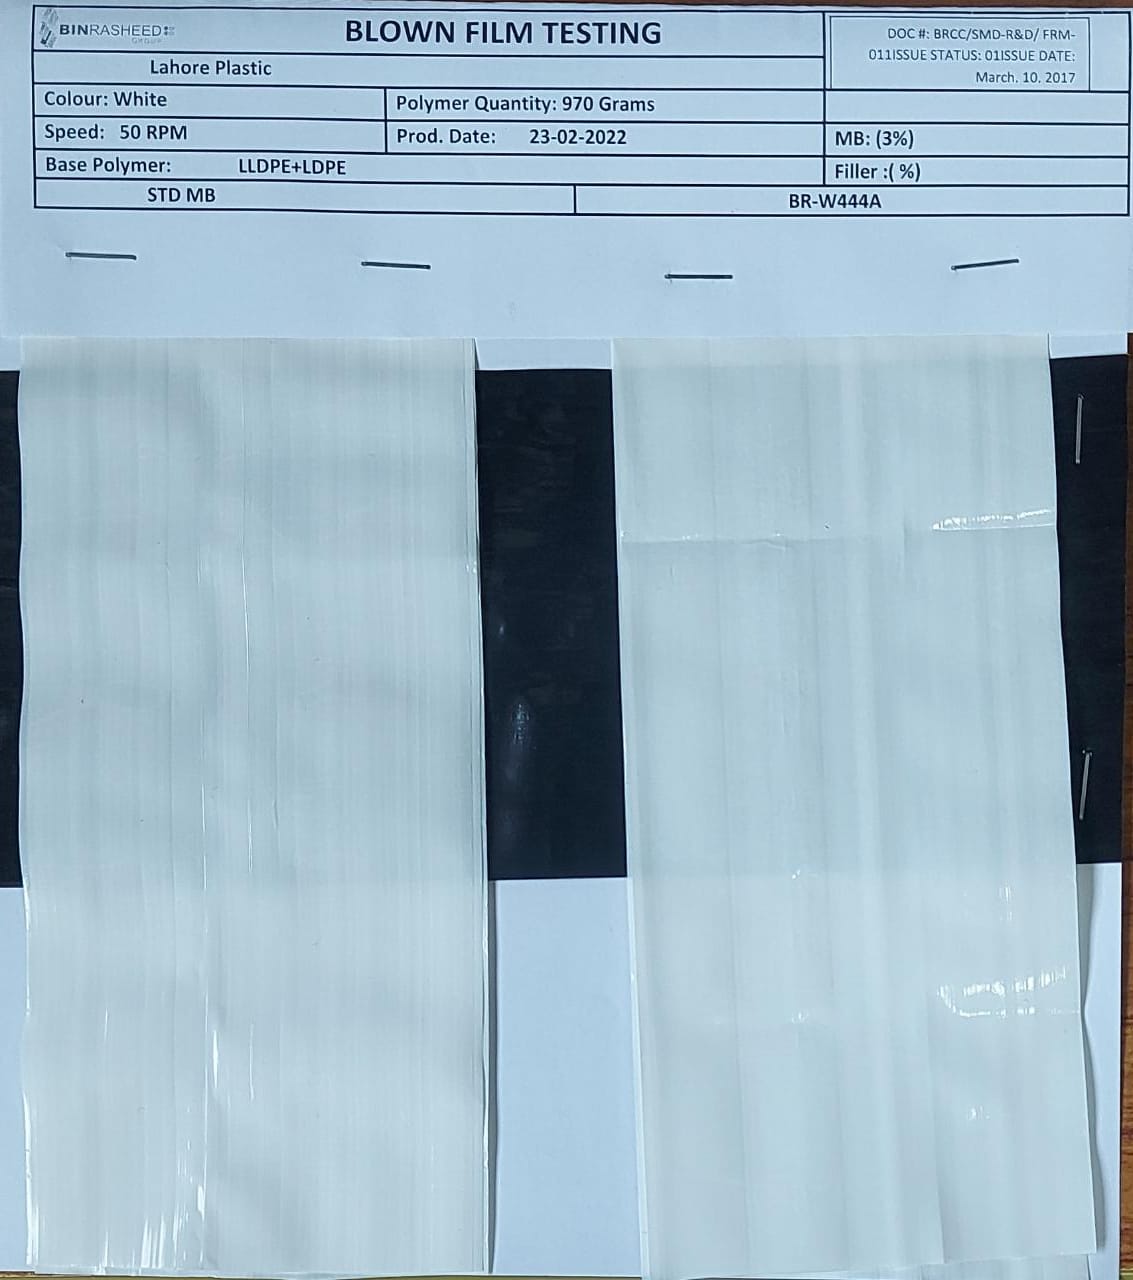 BINRASHEED
GROUP
BLOWN FILM TESTING
DOC #: BRCC/SMD-R&D/ FRM-
011ISSUE STATUS: 01ISSUE DATE:
March. 10. 2017
Lahore Plastic
Colour: White
Polymer Quantity: 970 Grams
Speed: 50 RPM
Prod. Date: 23-02-2022
MB: (3%)
Base Polymer: LLDPE+LDPE
Filler :( %)
STD MB
BR-W444A